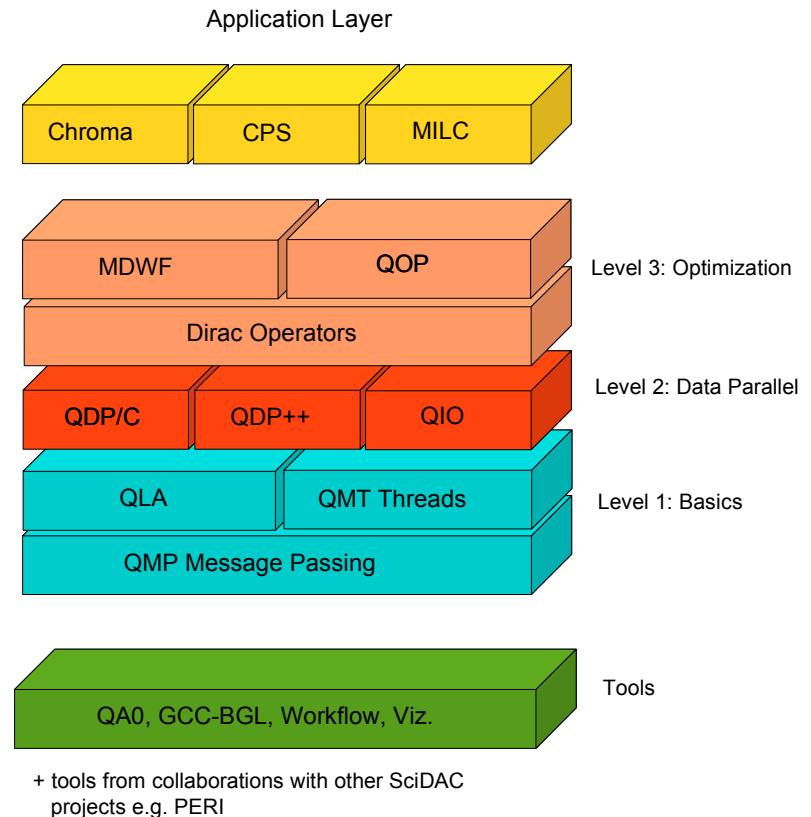 Application Layer
Chroma
CPS
MILC
MDWF
QOP
Level 3: Optimization
Dirac Operators
Level 2: Data Parallel
QDP/C
QDP++
QIO
QLA
QMT Threads
Level 1: Basics
QMP Message Passing
Tools
QA0, GCC-BGL, Workflow, Viz.
+ tools from collaborations with other SciDAC
projects e.g. PERI